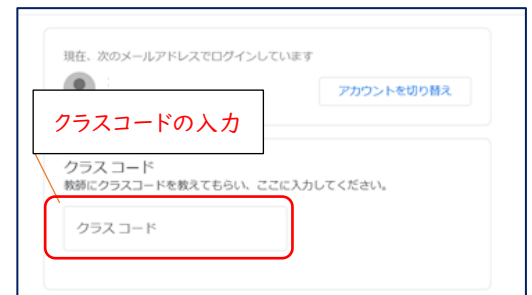 現在、次のメールアドレスでログインしています
アカウントを切り替え
クラスコードの入力
クラス コード
教師にクラスコードを教えてもらい、ここに入力してください。
クラス コード